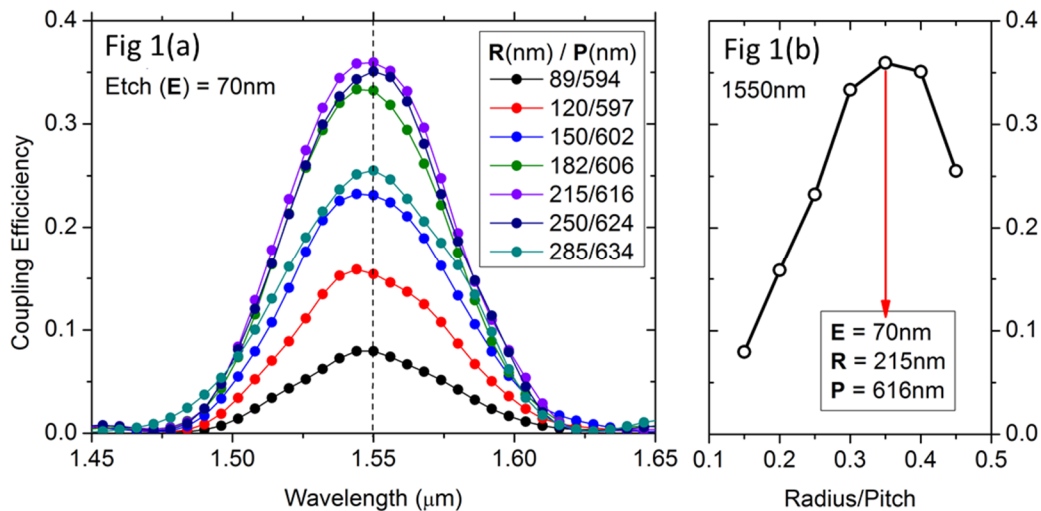 Fig 1(a)
Etch (E) = 70nm
R(nm) / P(nm)
89/594
120/597
150/602
182/606
215/616
250/624
285/634
Coupling Efficiciency
0.4
0.3
0.2
0.1
0.0
1.45
1.50
1.55
1.60
1.65
Wavelength (μm)
Fig 1(b)
1550nm
E = 70nm
R = 215nm
P = 616nm
0.4
0.3
0.2
0.1
0.0
0.1
0.2
0.3
0.4
0.5
Radius/Pitch